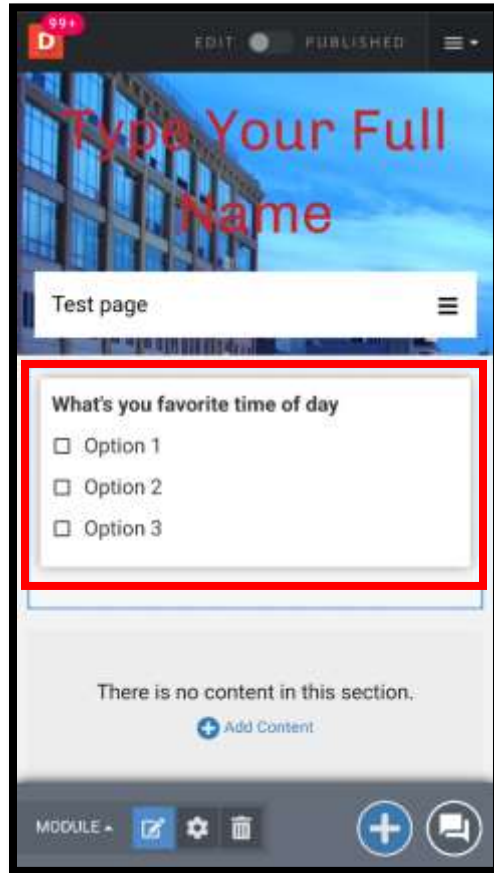 99+
D
EDIT PUBLISHED
Type Your Full
Name
Test page
What's you favorite time of day
Option 1
Option 2
Option 3
There is no content in this section.
Add Content
MODULE